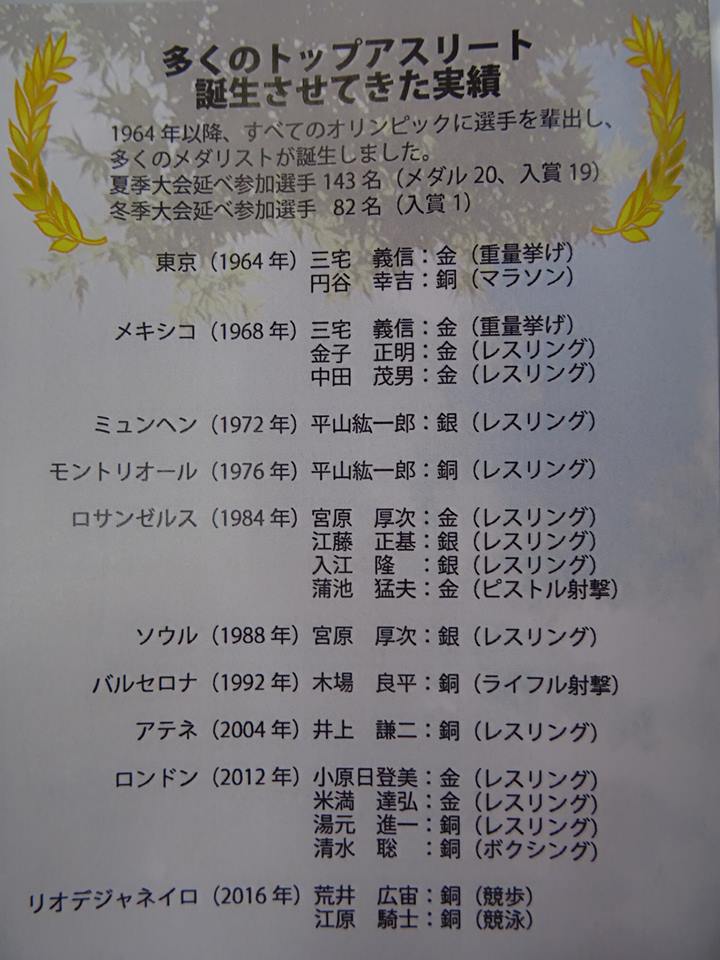 多くのトップアスリート
誕生させてきた実績
1964年以降、すべてのオリンピックに選手を輩出し、
多くのメダリストが誕生しました。
夏季大会延べ参加選手 143名（メダル20、入賞19）
冬季大会延べ参加選手 82名（入賞1）
東京（1964年）三宅 義信：金（重量挙げ）
円谷 幸吉：銅（マラソン）
メキシコ（1968年）三宅 義信：金（重量挙げ）
金子 正明：金（レスリング）
中田 茂男：金（レスリング）
ミュンヘン（1972年）平山紘一郎：銀（レスリング）
モントリオール（1976年）平山紘一郎：銅（レスリング）
ロサンゼルス（1984年）宮原 厚次：金（レスリング）
江藤 正基：銀（レスリング）
入江 隆 ：銀（レスリング）
蒲池 猛夫：金（ピストル射撃）
ソウル（1988年）宮原 厚次：銀（レスリング）
バルセロナ（1992年）木場 良平：銅（ライフル射撃）
アテネ（2004年）井上 謙二：銅（レスリング）
ロンドン（2012年）小原日登美：金（レスリング）
米満 達弘：金（レスリング）
湯元 進一：銅（レスリング）
清水 聡 ：銅（ボクシング）
リオデジャネイロ（2016年）荒井 広宙：銅（競歩）
江原 騎士：銅（競泳）